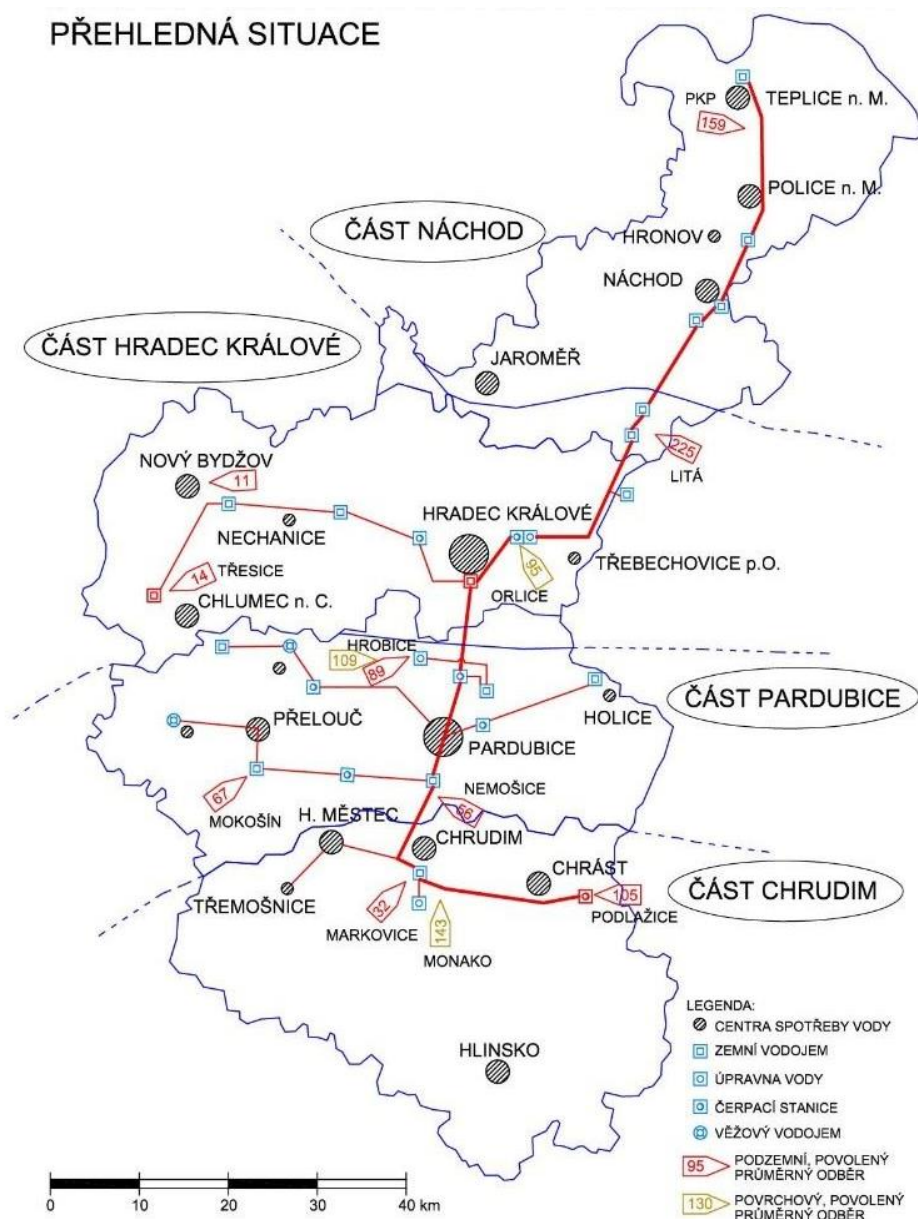 PŘEHLEDNÁ SITUACE
PKP
TEPLICE n. M.
159
POLICE n. M.
ČÁST NÁCHOD
HRONOV
NÁCHOD
ČÁST HRADEC KRÁLOVÉ
JAROMĚŘ
NOVÝ BYDŽOV
11
225
LITÁ
HRADEC KRÁLOVÉ
NECHANICE
95
TŘEBECHOVICE p.O.
14
TŘESICE
ORLICE
CHLUMEC n. C.
HROBICE
109
89
ČÁST PARDUBICE
HOLICE
PŘELOUČ
PARDUBICE
67
MOKOŠÍN
NEMOŠICE
56
H. MĚSTEC
CHRUDIM
CHRÁST
ČÁST CHRUDIM
TŘEMOŠNICE
32
105
PODLAŽICE
MARKOVICE
143
MONAKO
HLINSKO
LEGENDA:
CENTRA SPOTŘEBY VODY
ZEMNÍ VODOJEM
ÚPRAVNA VODY
ČERPACÍ STANICE
VĚŽOVÝ VODOJEM
95 PODZEMNÍ, POVOLENÝ
PRŮMĚRNÝ ODBĚR
130 POVRCHOVÝ, POVOLENÝ
PRŮMĚRNÝ ODBĚR
0 10 20 30 40 km